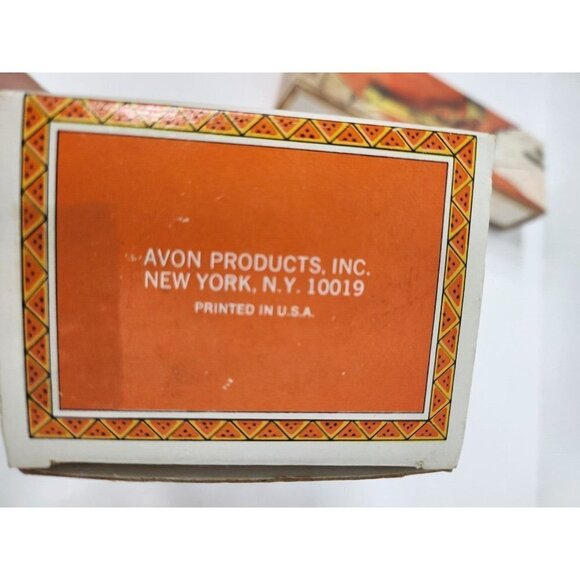 AVON PRODUCTS, INC.
NEW YORK, N.Y. 10019
PRINTED IN U.S.A.